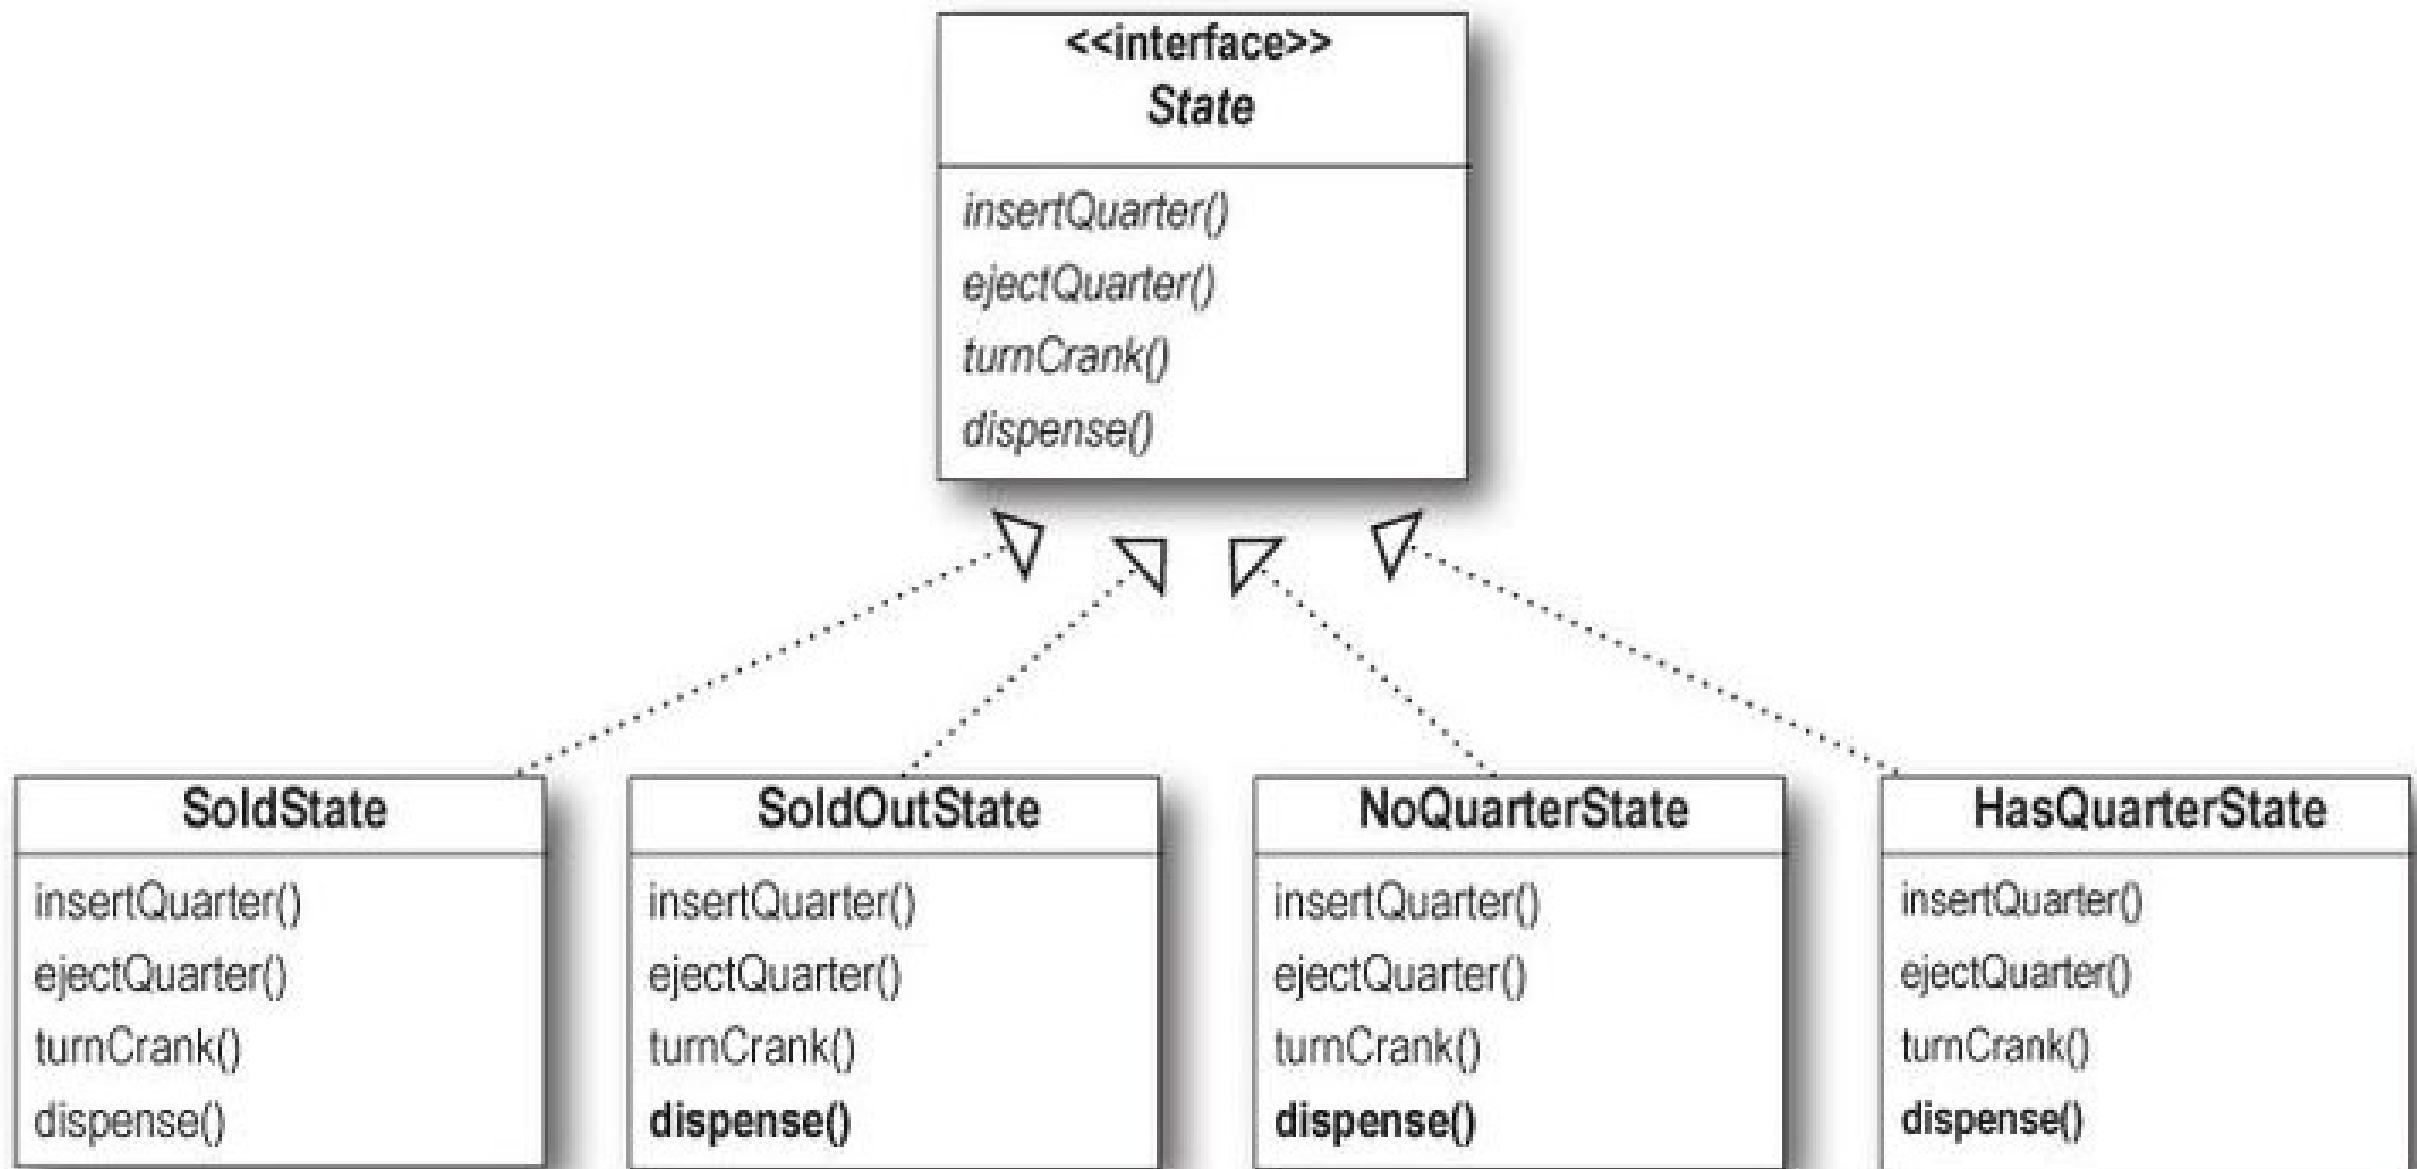 <<interface>>
State
insertQuarter()
ejectQuarter()
turnCrank()
dispense()
SoldState
insertQuarter()
ejectQuarter()
turnCrank()
dispense()
SoldOutState
insertQuarter()
ejectQuarter()
turnCrank()
dispense()
NoQuarterState
insertQuarter()
ejectQuarter()
turnCrank()
dispense()
HasQuarterState
insertQuarter()
ejectQuarter()
turnCrank()
dispense()